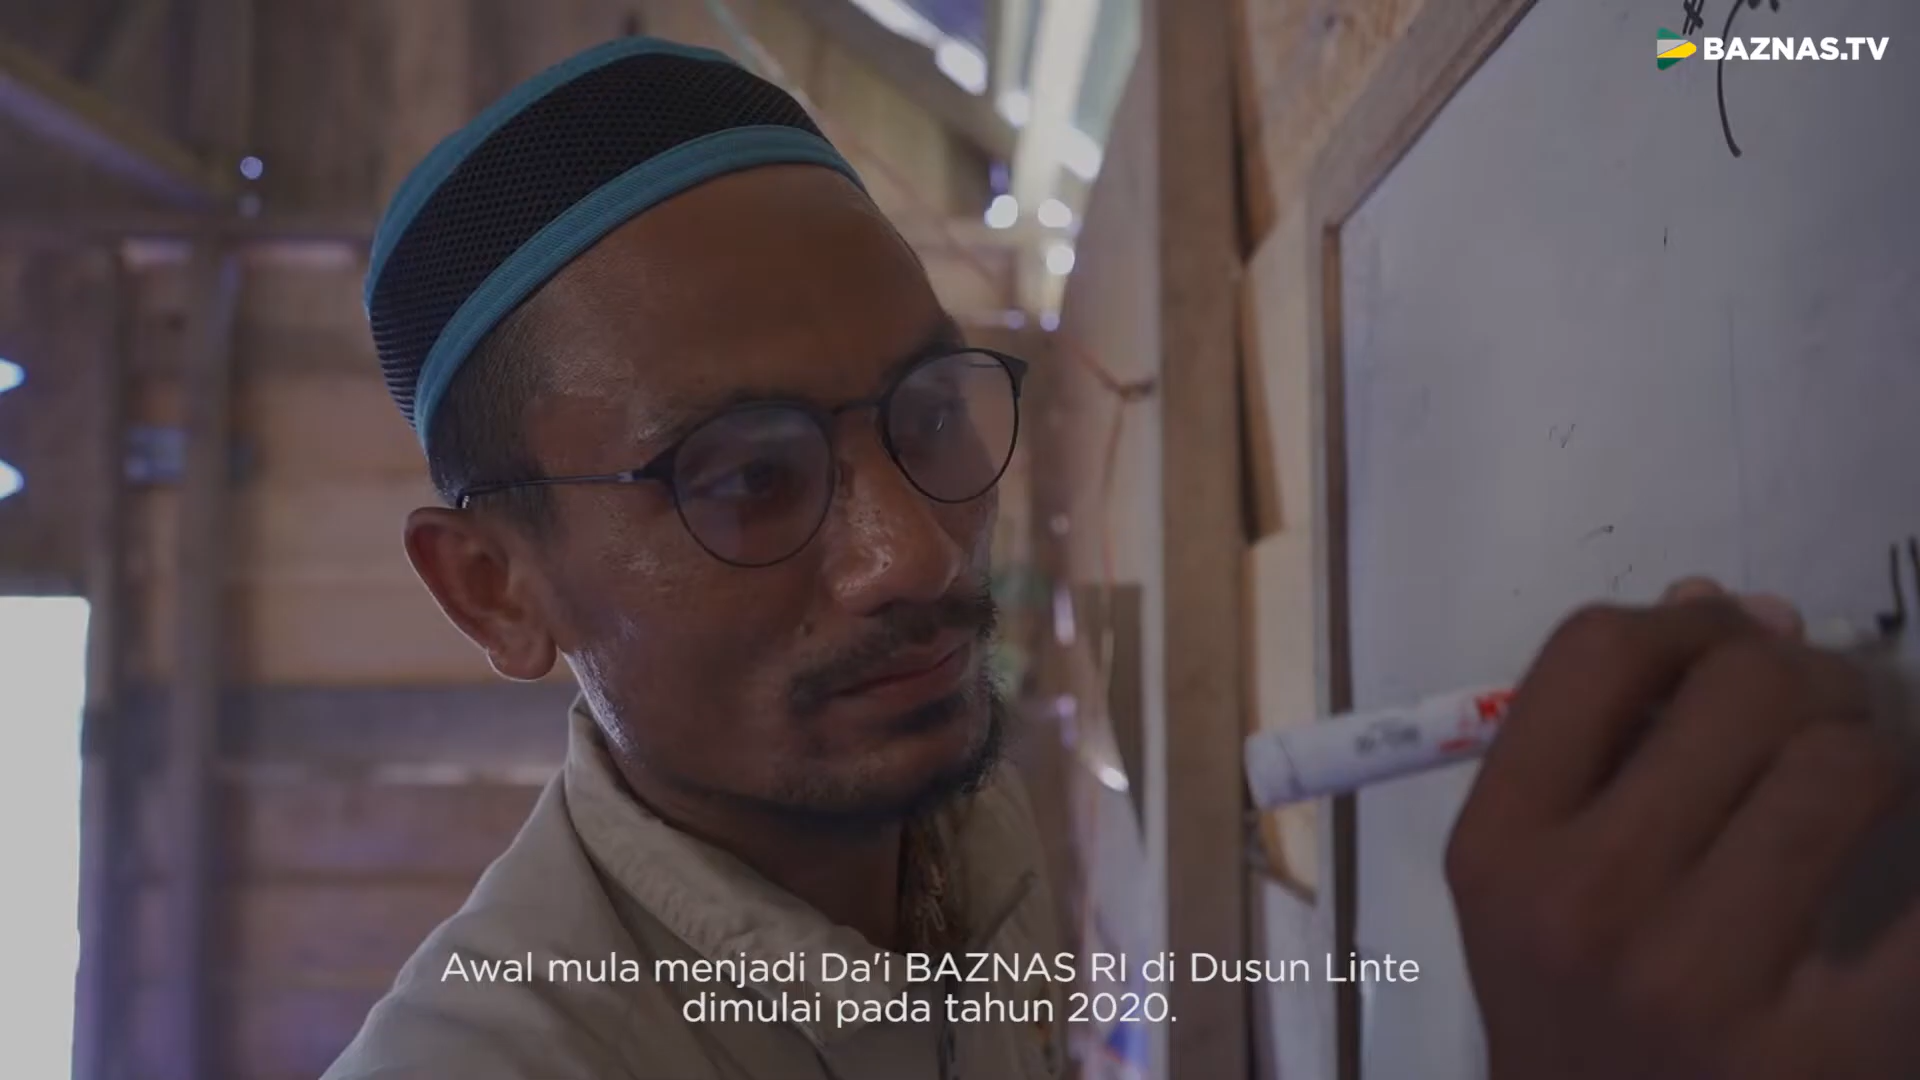 BAZNAS.TV
Awal mula menjadi Da'i BAZNAS RI di Dusun Linte
dimulai pada tahun 2020.